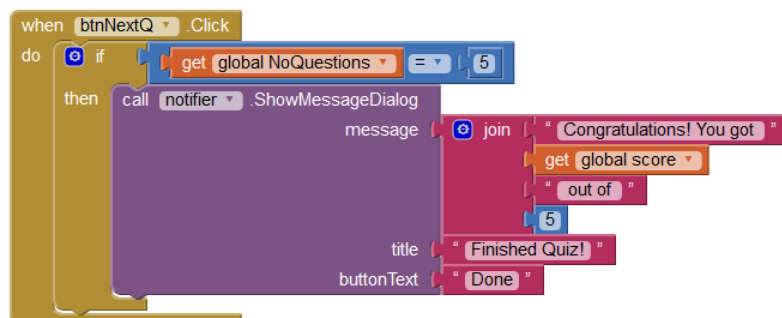 when btnNextQ .Click
do if get global NoQuestions = 5
then call notifier .ShowMessageDialog
message join " Congratulations! You got "
get global score
" out of "
5
title " Finished Quiz! "
buttonText " Done "